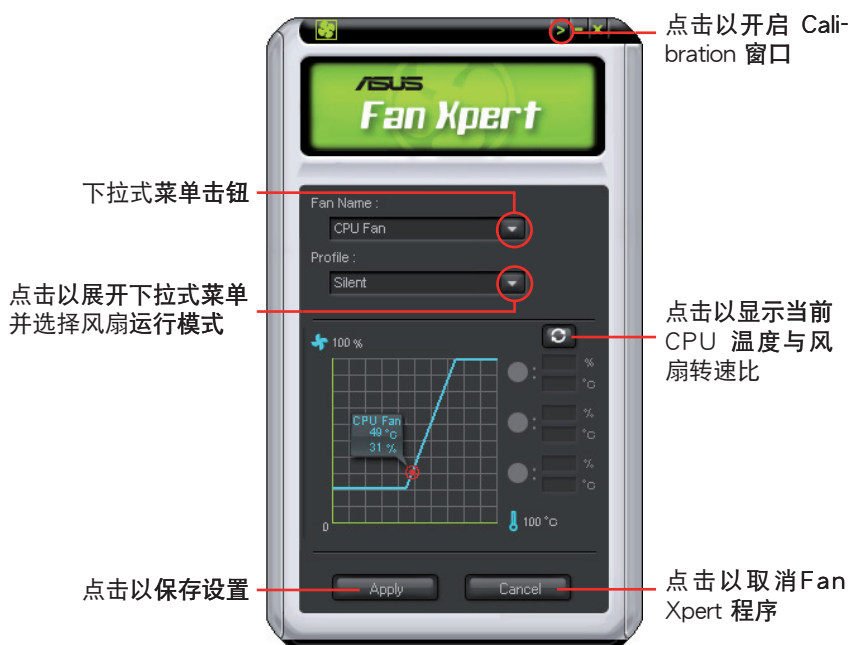 点击以开启 Cali-
bration 窗口
ASUS
Fan Xpert
下拉式菜单击钮
Fan Name :
CPU Fan
Profile :
Silent
点击以展开下拉式菜单
并选择风扇运行模式
点击以显示当前
CPU 温度与风
扇转速比
100 %
%
°C
CPU Fan
49 °C
31 %
%
°C
%
°C
0
100 °C
点击以保存设置
Apply
Cancel
点击以取消Fan
Xpert 程序